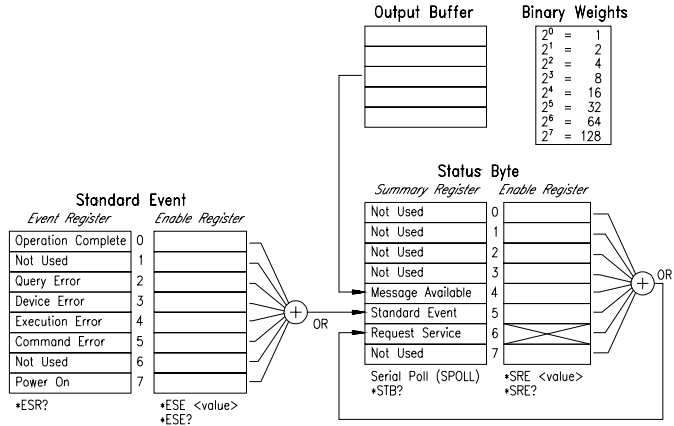 Output Buffer
Binary Weights
2⁰ = 1
2¹ = 2
2² = 4
2³ = 8
2⁴ = 16
2⁵ = 32
2⁶ = 64
2⁷ = 128
Status Byte
Summary Register Enable Register
Not Used 0
Not Used 1
Not Used 2
Not Used 3
Message Available 4
Standard Event 5
Request Service 6
Not Used 7
OR
Serial Poll (SPOLL)
*STB?
*SRE <value>
*SRE?
Standard Event
Event Register Enable Register
Operation Complete 0
Not Used 1
Query Error 2
Device Error 3
Execution Error 4
Command Error 5
Not Used 6
Power On 7
+
OR
+
*ESR?
*ESE <value>
*ESE?